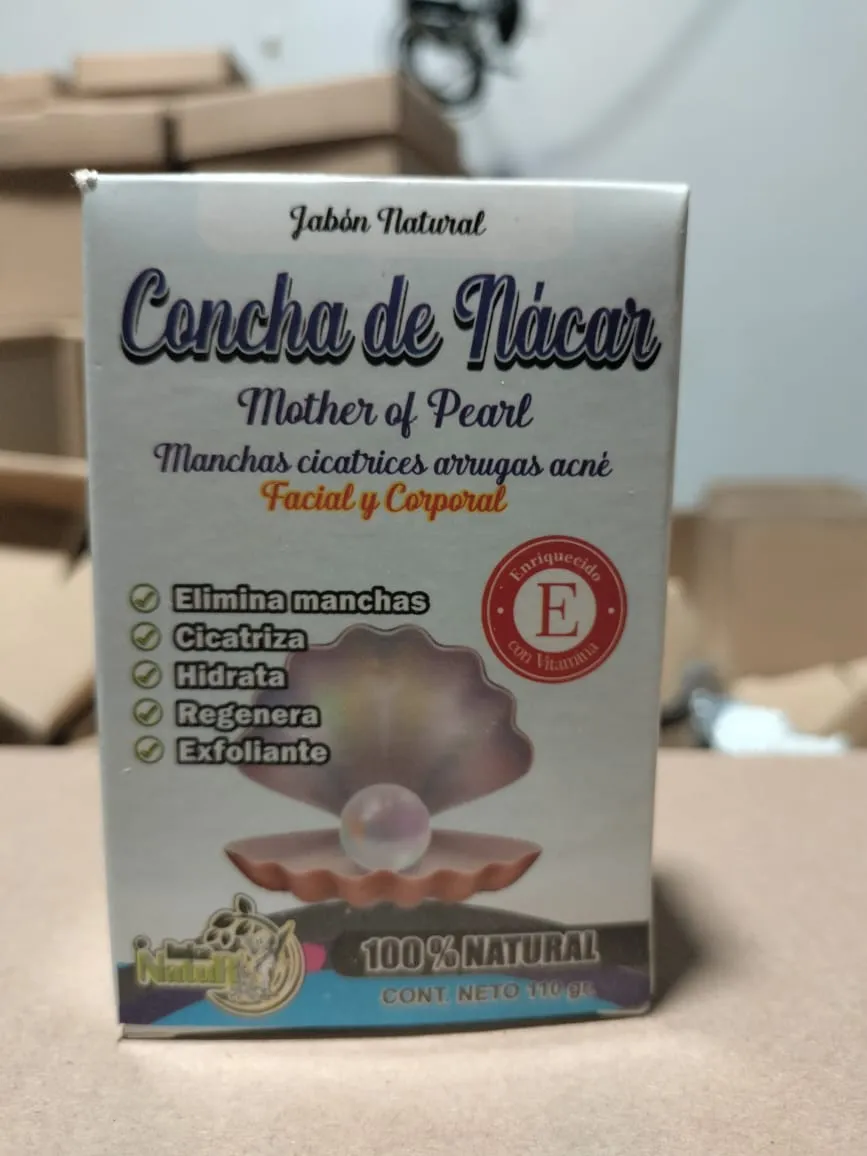 Jabón Natural
Concha de Nácar
Mother of Pearl
Manchas cicatrices arrugas acné
Facial y Corporal
Enriquecido
E
con Vitamina
Elimina manchas
Cicatriza
Hidrata
Regenera
Exfoliante
100% NATURAL
CONT. NETO 110 gr.